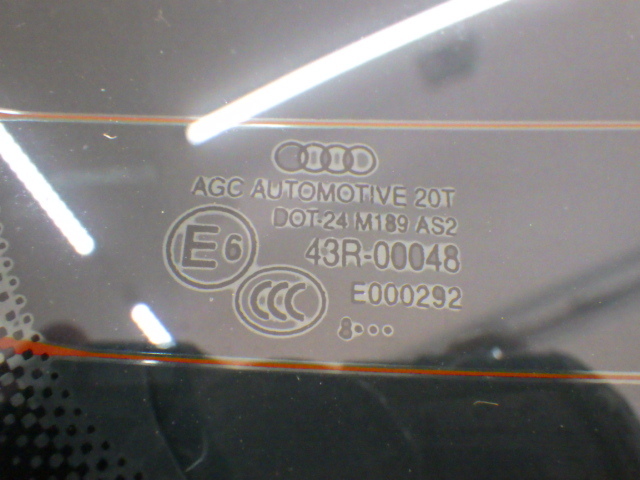 AGC AUTOMOTIVE 20T
DOT-24 M189 AS2
E6 43R-00048
CCC E000292
8